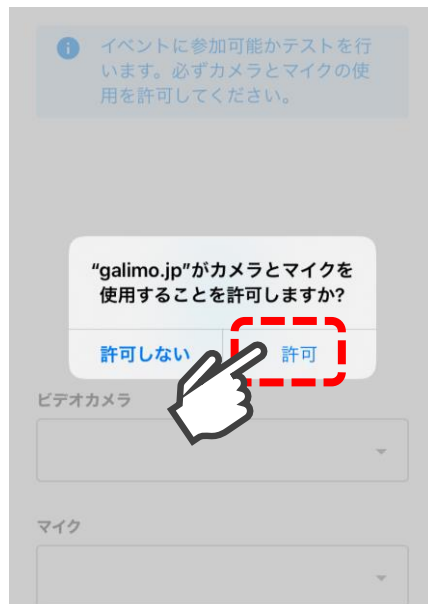 イベントに参加可能かテストを行
います。必ずカメラとマイクの使
用を許可してください。
“galimo.jp”がカメラとマイクを
使用することを許可しますか?
許可しない
許可
ビデオカメラ
マイク